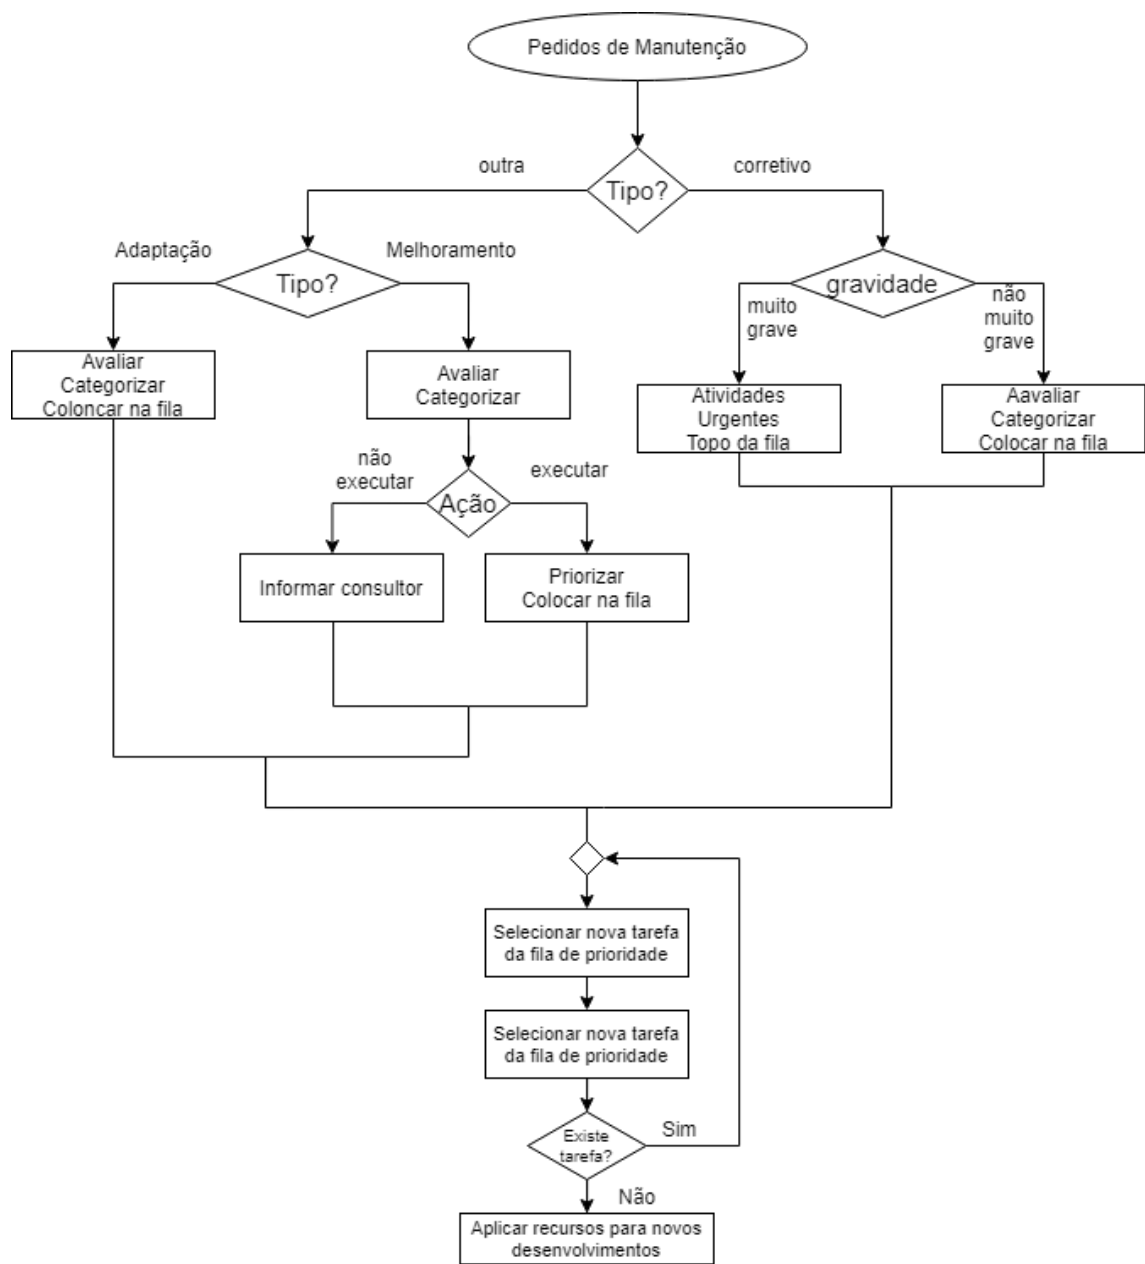 Pedidos de Manutenção
outra
Tipo?
corretivo
Adaptação
Tipo?
Melhoramento
gravidade
muito
grave
não
muito
grave
Avaliar
Categorizar
Coloncar na fila
Avaliar
Categorizar
Atividades
Urgentes
Topo da fila
Aavaliar
Categorizar
Colocar na fila
não
executar
Ação
executar
Informar consultor
Priorizar
Colocar na fila
Selecionar nova tarefa
da fila de prioridade
Selecionar nova tarefa
da fila de prioridade
Existe
tarefa?
Sim
Não
Aplicar recursos para novos
desenvolvimentos